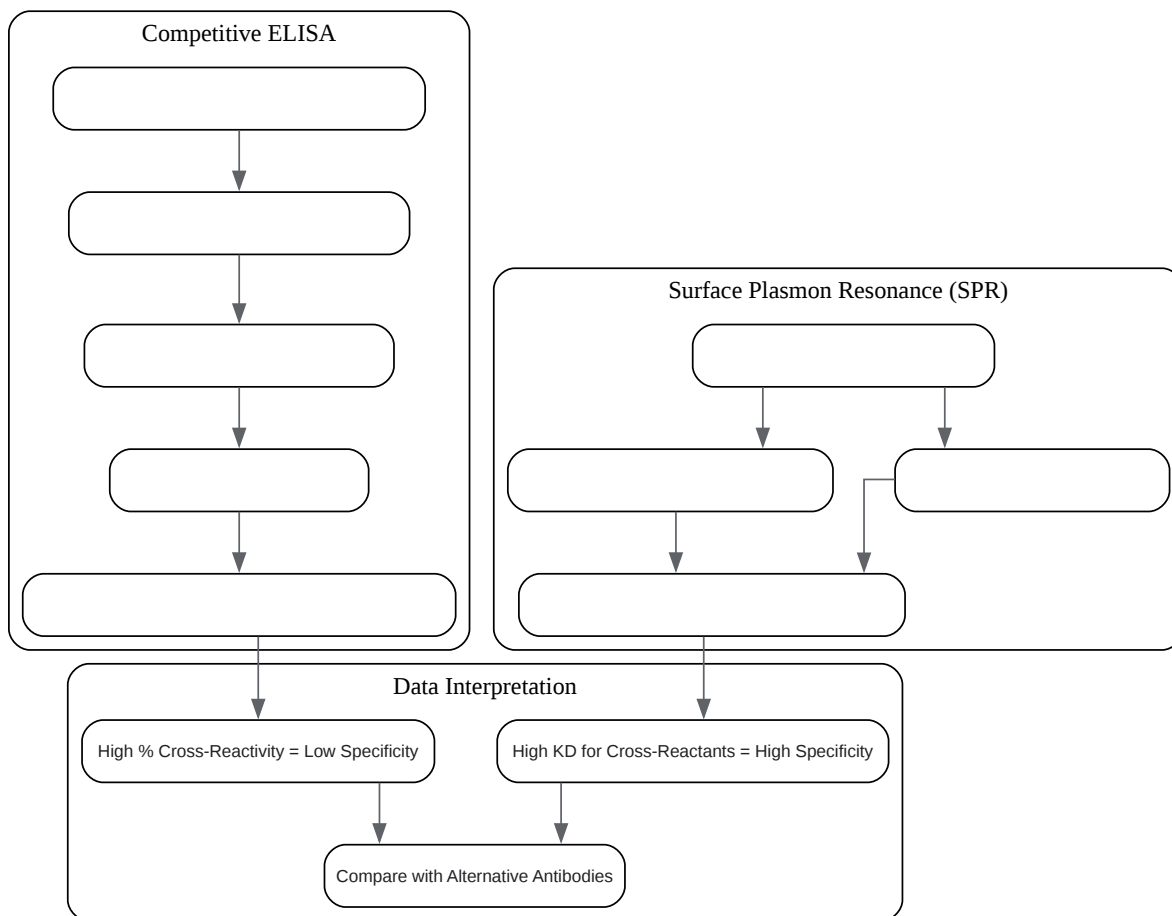 Competitive ELISA
Surface Plasmon Resonance (SPR)
Data Interpretation
High % Cross-Reactivity = Low Specificity
High KD for Cross-Reactants = High Specificity
Compare with Alternative Antibodies